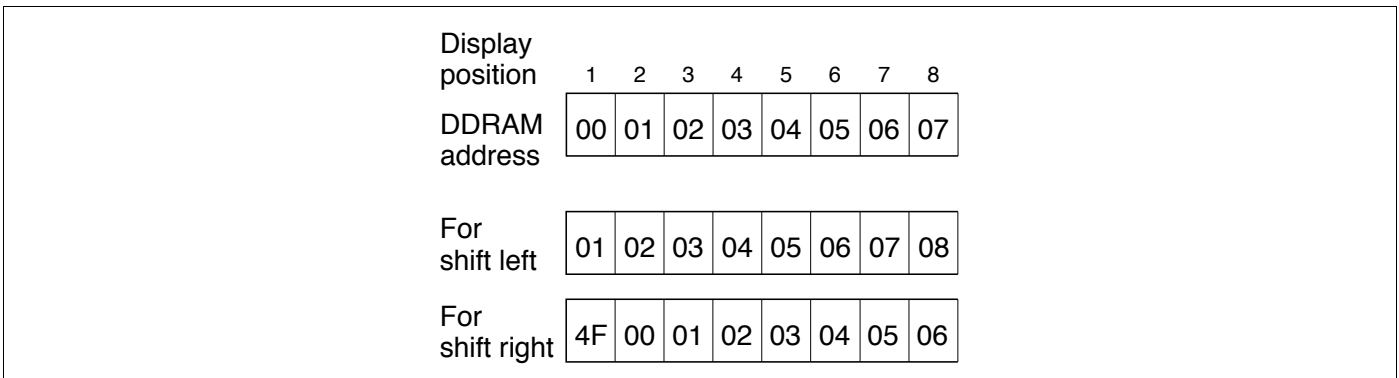 Display
position 1 2 3 4 5 6 7 8
DDRAM
address 00 01 02 03 04 05 06 07
For
shift left 01 02 03 04 05 06 07 08
For
shift right 4F 00 01 02 03 04 05 06